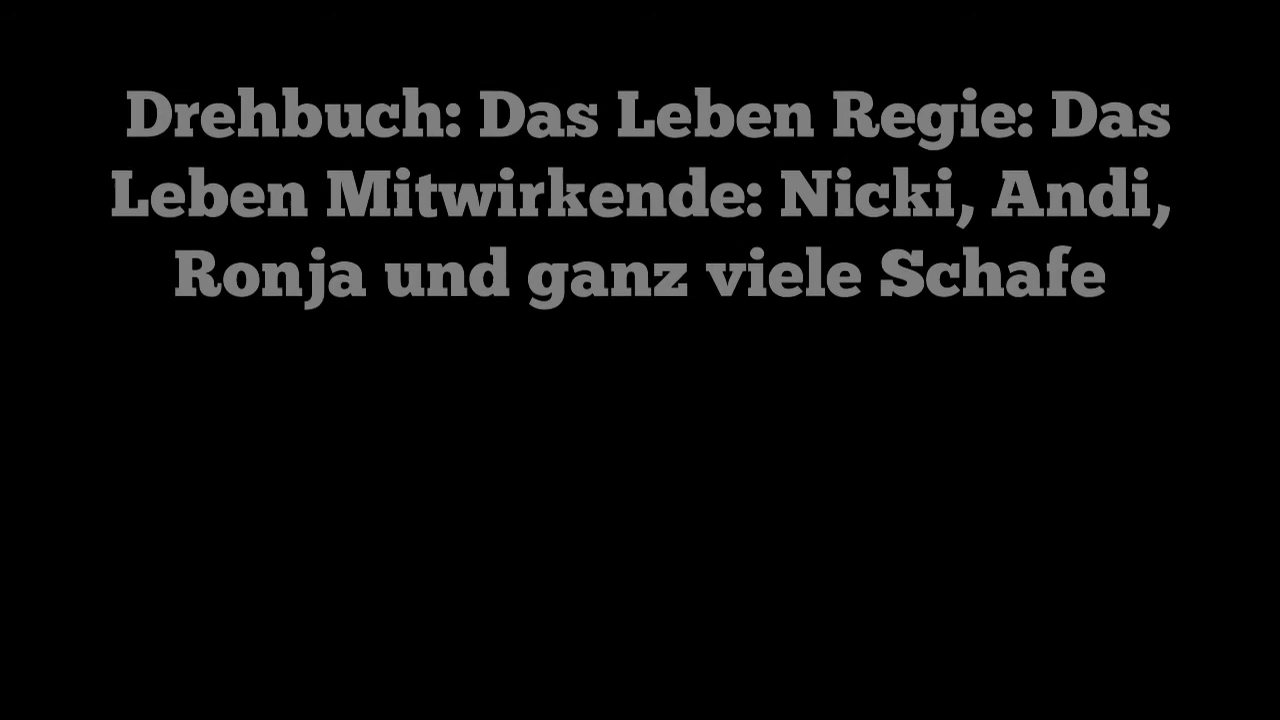 Drehbuch: Das Leben Regie: Das
Leben Mitwirkende: Nicki, Andi,
Ronja und ganz viele Schafe